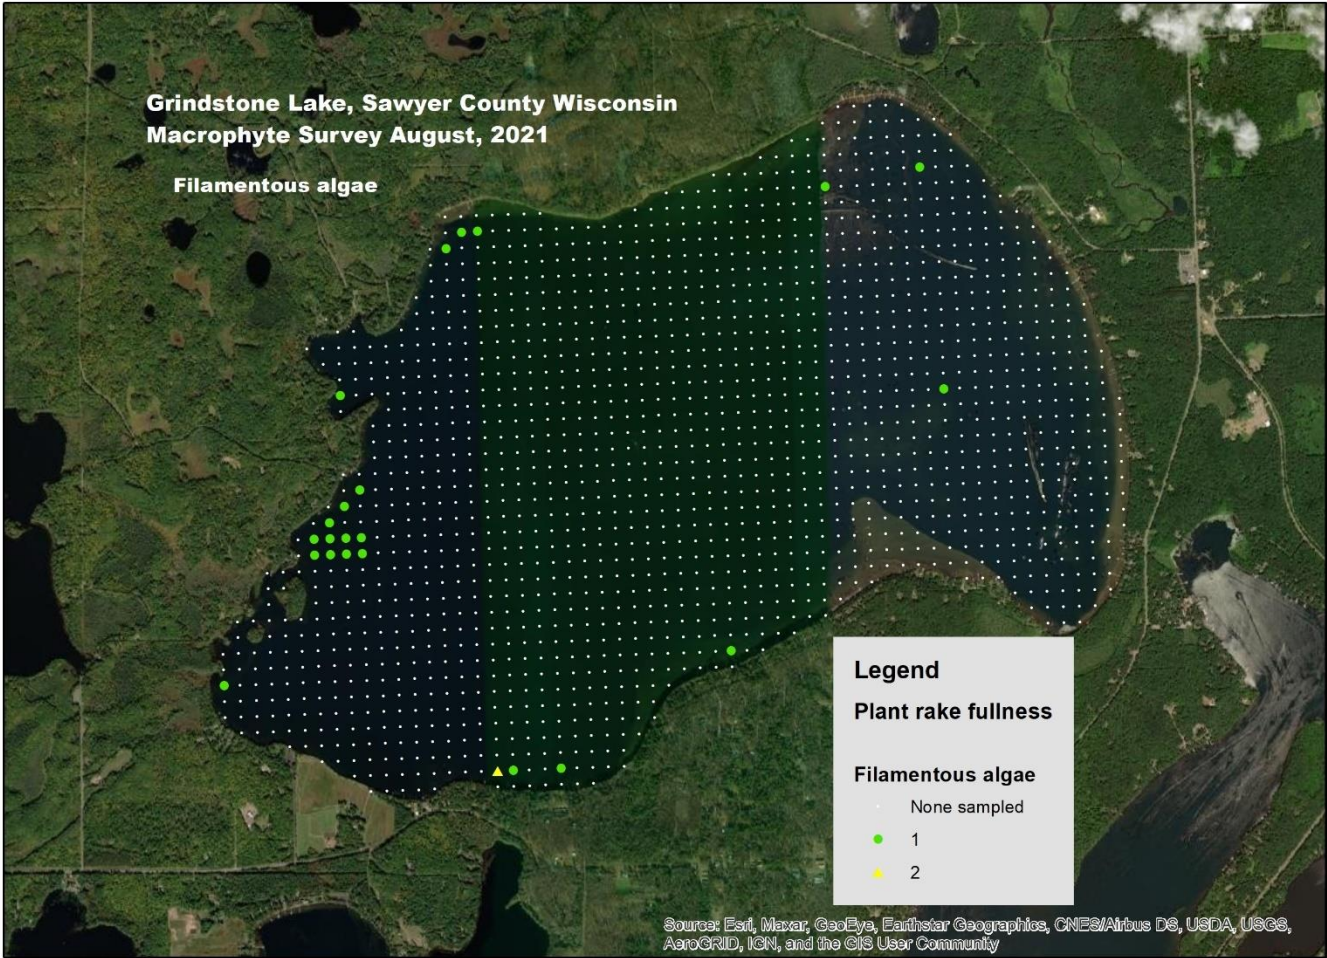 Grindstone Lake, Sawyer County Wisconsin
Macrophyte Survey August, 2021
Filamentous algae
Legend
Plant rake fullness
Filamentous algae
None sampled
1
2
Source: Esri, Maxar, GeoEye, Earthstar Geographics, CNES/Airbus DS, USDA, USGS,
AeroGRID, IGN, and the GIS User Community